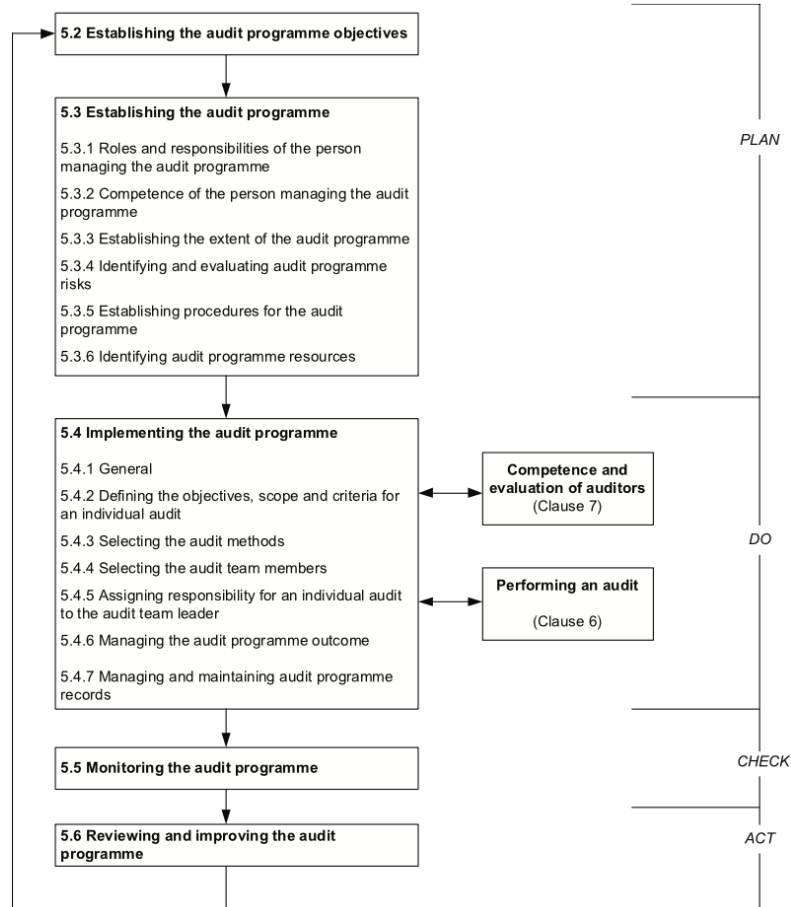 5.2 Establishing the audit programme objectives
5.3 Establishing the audit programme
5.3.1 Roles and responsibilities of the person
managing the audit programme
5.3.2 Competence of the person managing the audit
programme
5.3.3 Establishing the extent of the audit programme
5.3.4 Identifying and evaluating audit programme
risks
5.3.5 Establishing procedures for the audit
programme
5.3.6 Identifying audit programme resources
PLAN
5.4 Implementing the audit programme
5.4.1 General
5.4.2 Defining the objectives, scope and criteria for
an individual audit
5.4.3 Selecting the audit methods
5.4.4 Selecting the audit team members
5.4.5 Assigning responsibility for an individual audit
to the audit team leader
5.4.6 Managing the audit programme outcome
5.4.7 Managing and maintaining audit programme
records
Competence and
evaluation of auditors
(Clause 7)
Performing an audit
(Clause 6)
DO
5.5 Monitoring the audit programme
CHECK
5.6 Reviewing and improving the audit
programme
ACT